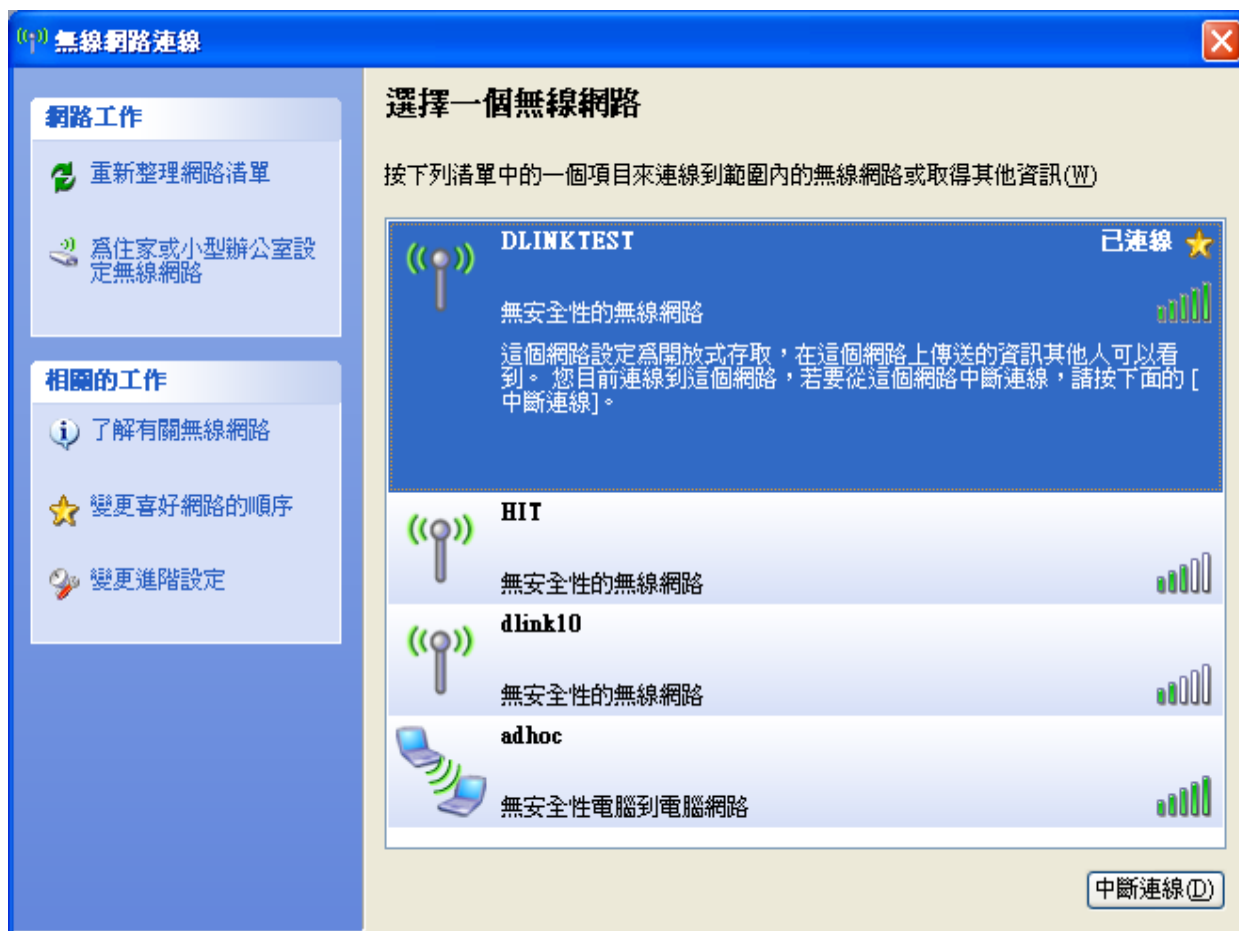 無線網路連線
網路工作
重新整理網路清單
為住家或小型辦公室設
定無線網路
相關的工作
了解有關無線網路
變更喜好網路的順序
變更進階設定
選擇一個無線網路
按下列清單中的一個項目來連線到範圍內的無線網路或取得其他資訊(W)
DLINKTEST
已連線
無安全性的無線網路
這個網路設定為開放式存取，在這個網路上傳送的資訊其他人可以看
到。 您目前連線到這個網路，若要從這個網路中斷連線，請按下面的 [
中斷連線]。
HIT
無安全性的無線網路
dlink10
無安全性的無線網路
adhoc
無安全性電腦到電腦網路
中斷連線(D)